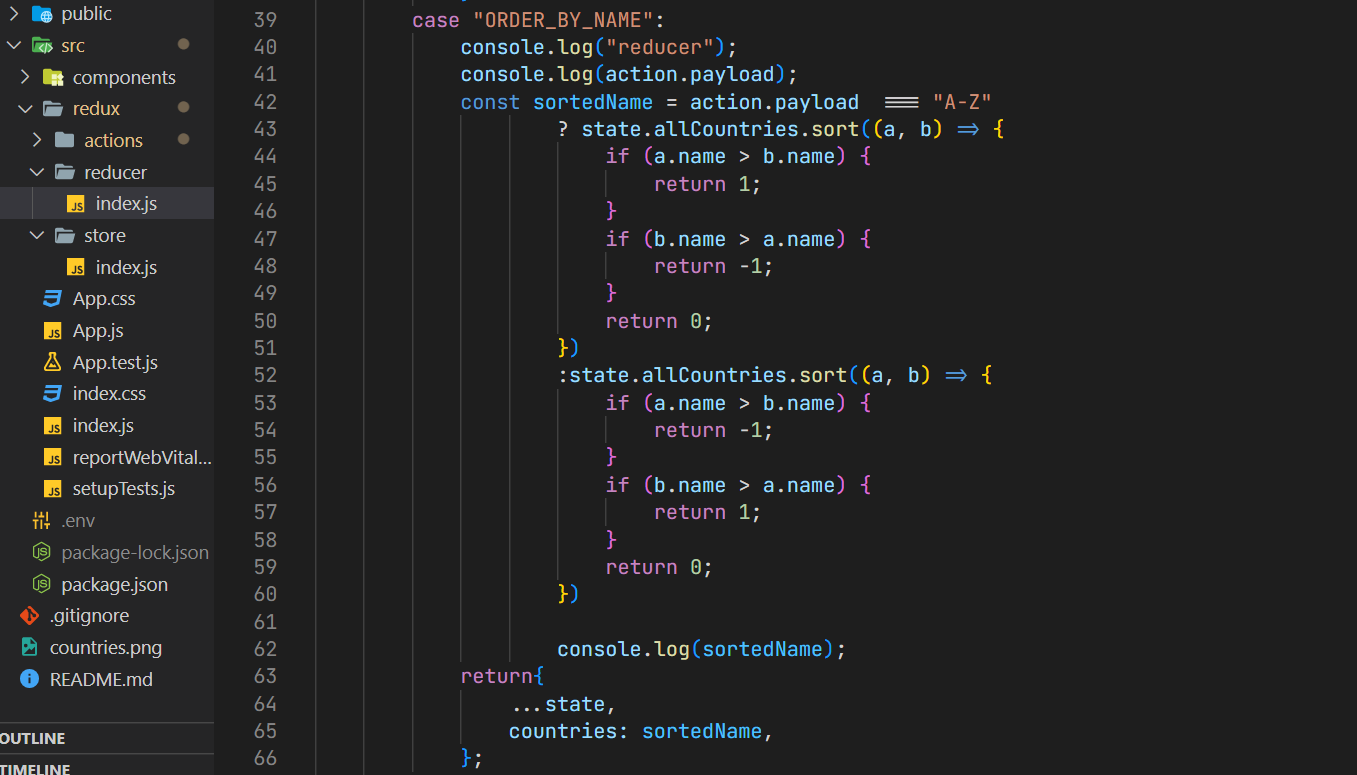 public
src
components
redux
actions
reducer
index.js
store
index.js
App.css
App.js
App.test.js
index.css
index.js
reportWebVital...
setupTests.js
.env
package-lock.json
package.json
.gitignore
countries.png
README.md
OUTLINE
TIMELINE
39 case "ORDER_BY_NAME":
40 console.log("reducer");
41 console.log(action.payload);
42 const sortedName = action.payload === "A-Z"
43 ? state.allCountries.sort((a, b) => {
44 if (a.name > b.name) {
45 return 1;
46 }
47 if (b.name > a.name) {
48 return -1;
49 }
50 return 0;
51 })
52 :state.allCountries.sort((a, b) => {
53 if (a.name > b.name) {
54 return -1;
55 }
56 if (b.name > a.name) {
57 return 1;
58 }
59 return 0;
60 })
61
62 console.log(sortedName);
63 return{
64 ...state,
65 countries: sortedName,
66 };